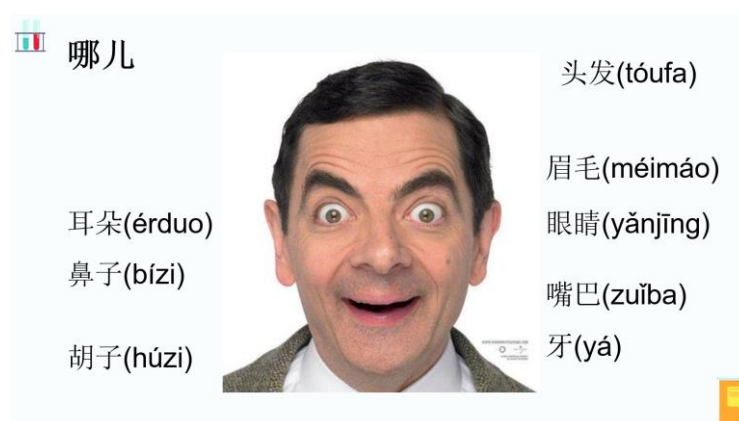 哪儿
头发(tóufa)
眉毛(méimáo)
耳朵(érduo)
眼睛(yǎnjīng)
鼻子(bízi)
嘴巴(zuǐba)
胡子(húzi)
牙(yá)